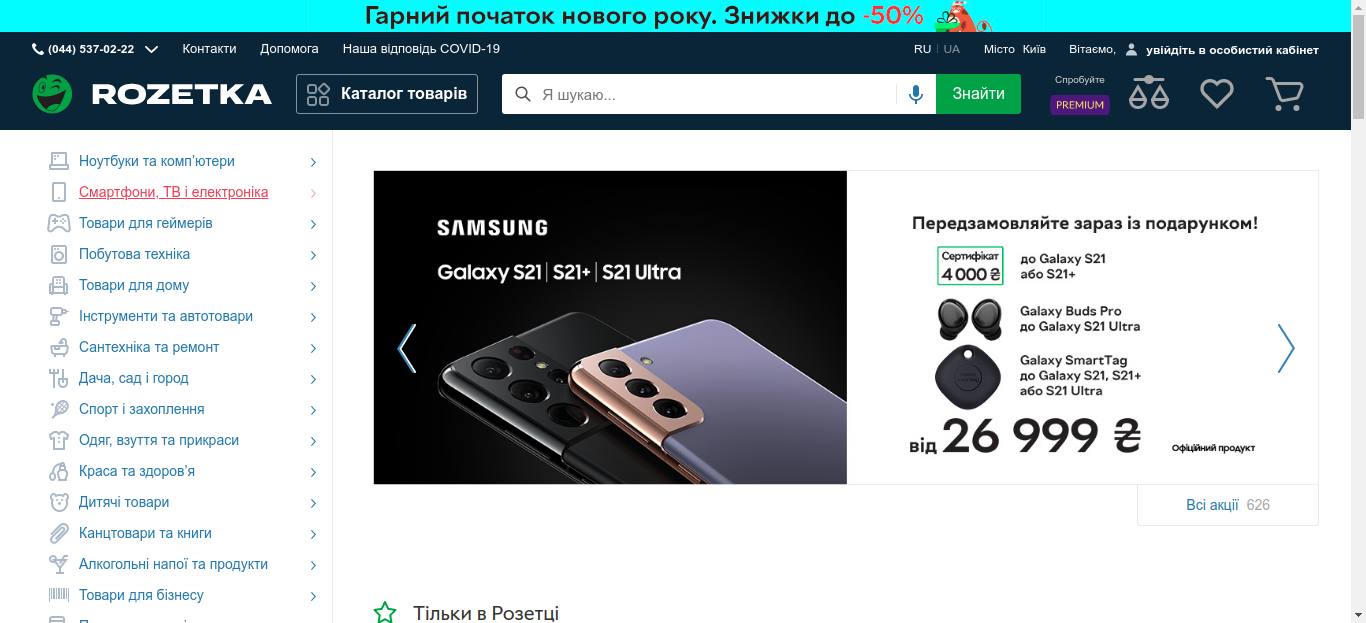 Гарний початок нового року. Знижки до -50%
(044) 537-02-22
Контакти
Допомога
Наша відповідь COVID-19
RU | UA
Місто Київ
Вітаємо, увійдіть в особистий кабінет
ROZETKA
Каталог товарів
Я шукаю...
Знайти
Спробуйте
PREMIUM
Ноутбуки та комп'ютери
Смартфони, ТВ і електроніка
Товари для геймерів
Побутова техніка
Товари для дому
Інструменти та автотовари
Сантехніка та ремонт
Дача, сад і город
Спорт і захоплення
Одяг, взуття та прикраси
Краса та здоров'я
Дитячі товари
Канцтовари та книги
Алкогольні напої та продукти
Товари для бізнесу
SAMSUNG
Galaxy S21 | S21+ | S21 Ultra
Передзамовляйте зараз із подарунком!
Сертифікат
4 000 ₴
до Galaxy S21
або S21+
Galaxy Buds Pro
до Galaxy S21 Ultra
Galaxy SmartTag
до Galaxy S21, S21+
або S21 Ultra
від 26 999 ₴
Офіційний продукт
Всі акції 626
Тільки в Розетці